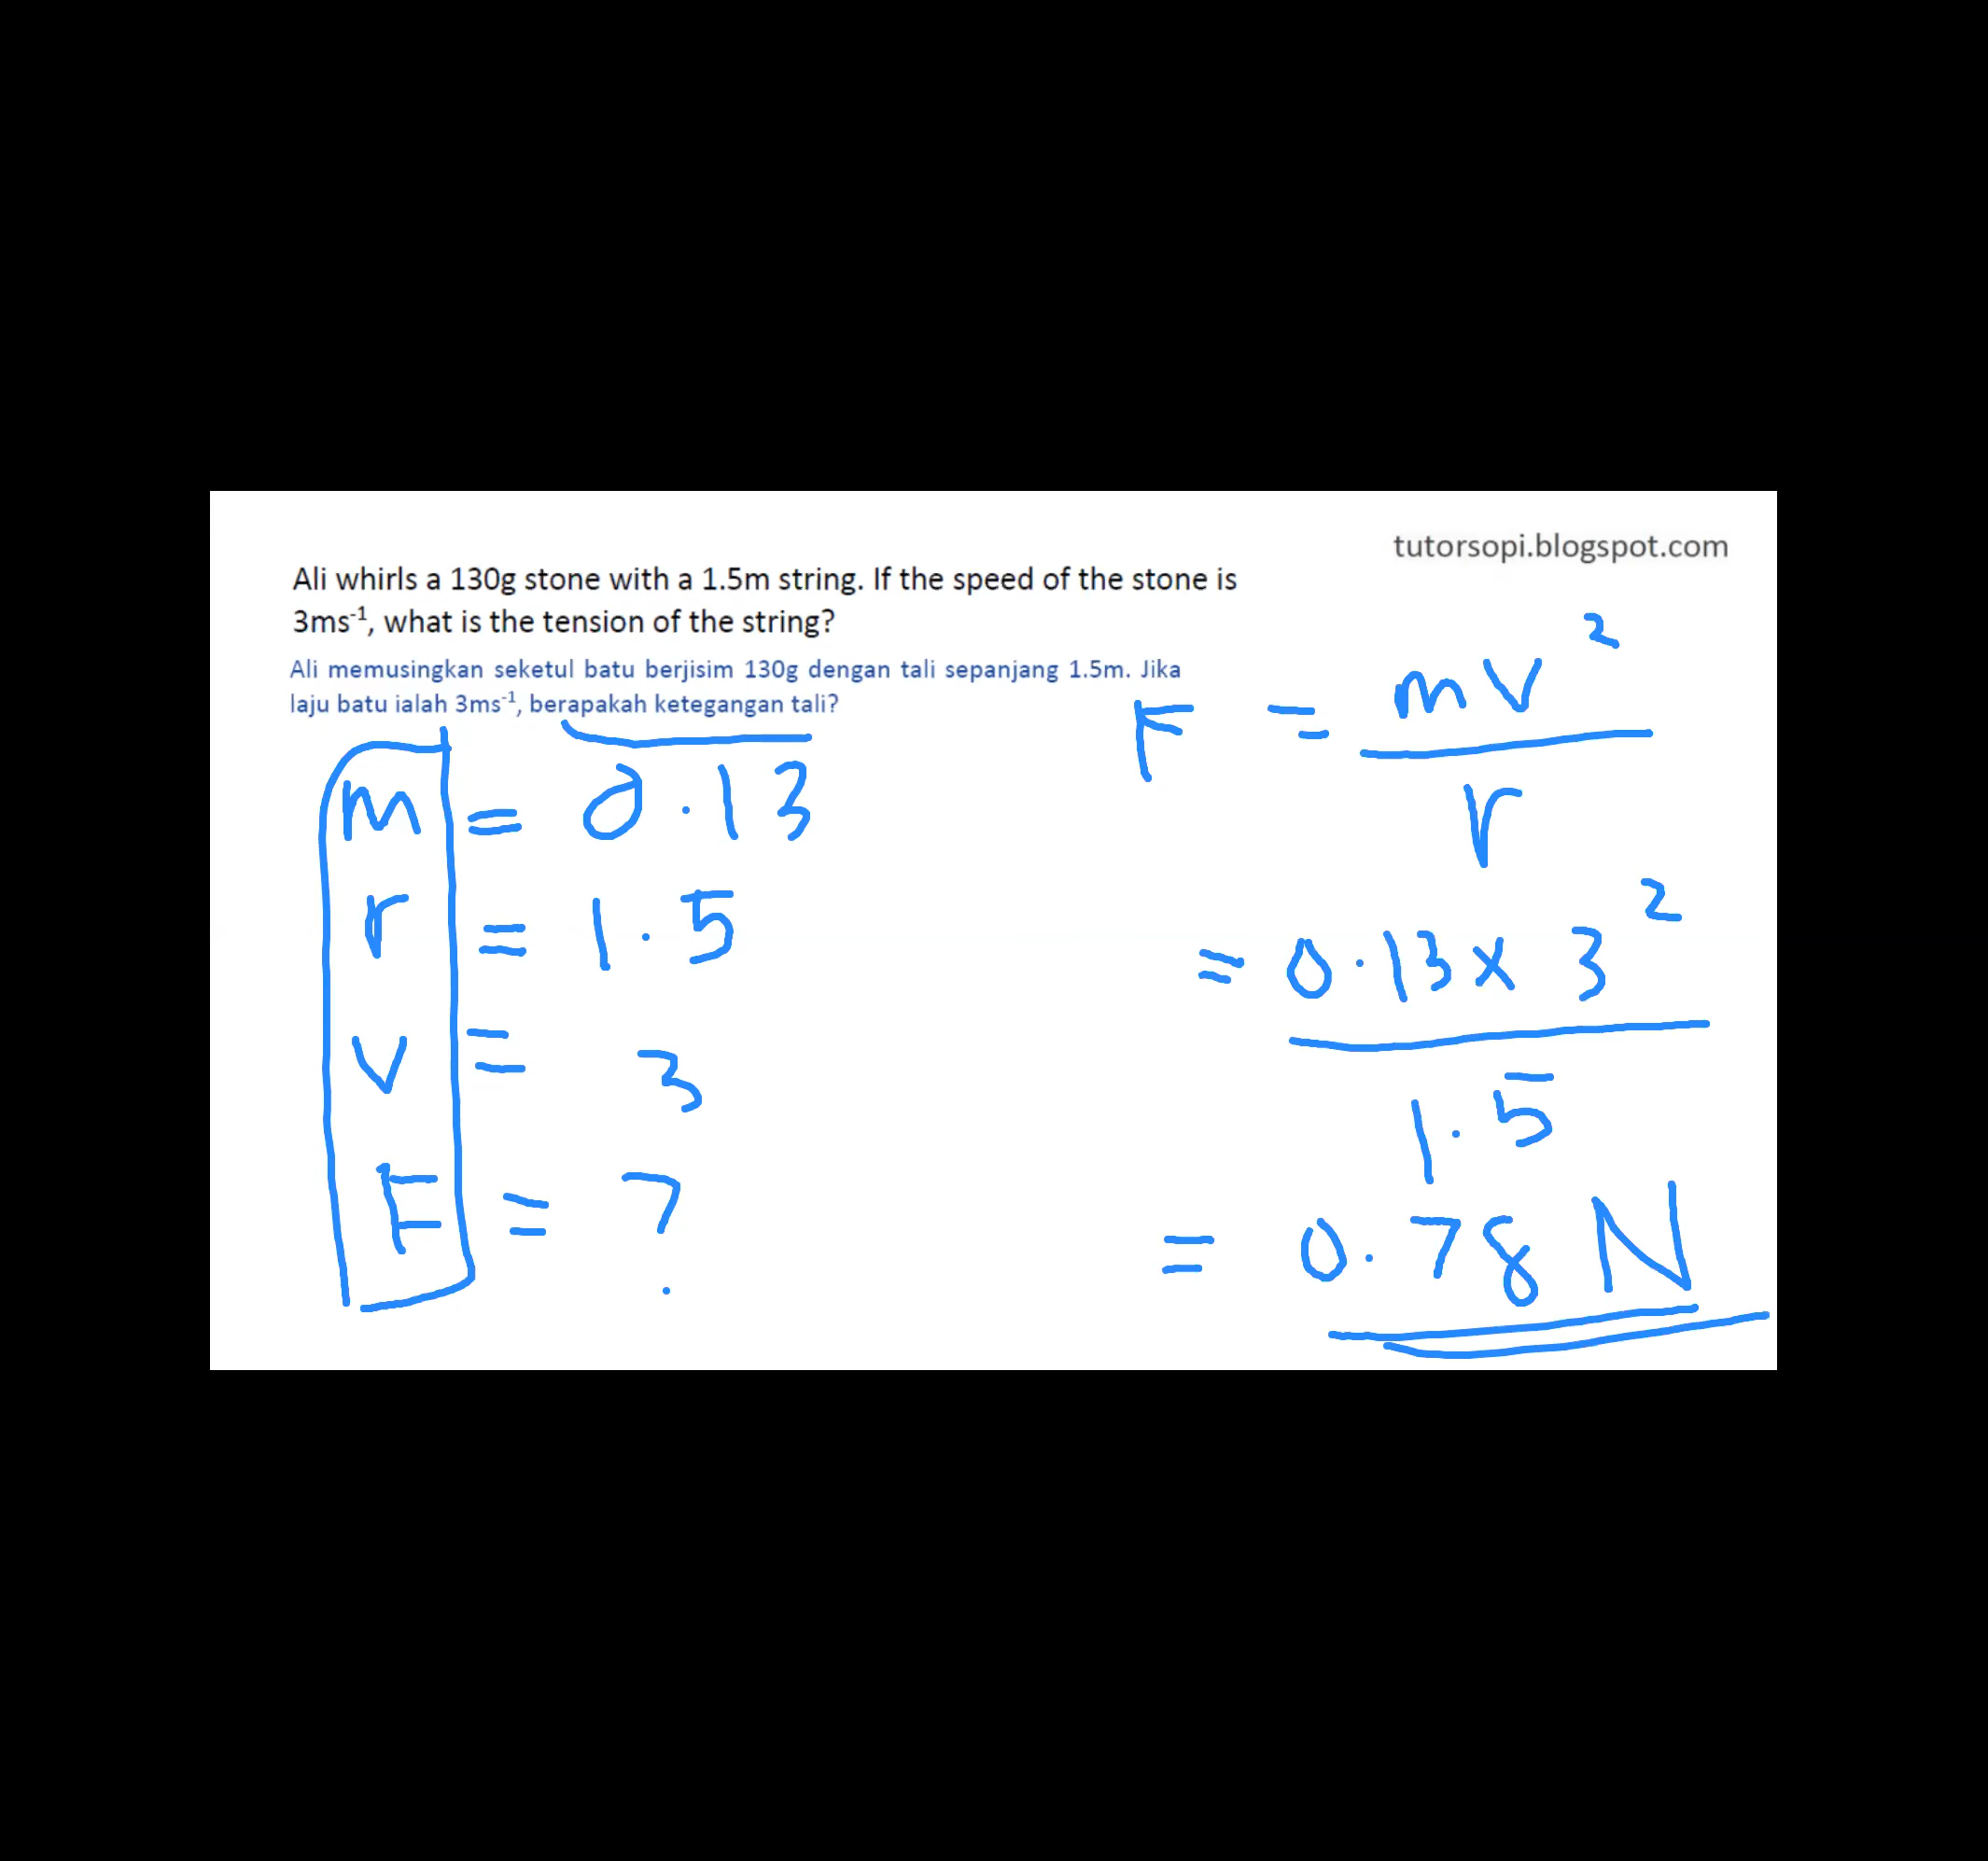 tutorsopi.blogspot.com
Ali whirls a 130g stone with a 1.5m string. If the speed of the stone is
3ms⁻¹, what is the tension of the string?
Ali memusingkan seketul batu berjisim 130g dengan tali sepanjang 1.5m. Jika
laju batu ialah 3ms⁻¹, berapakah ketegangan tali?
m = 0.13
r = 1.5
v = 3
F = ?
F = mv²
r
= 0.13 x 3²
1.5
= 0.78 N